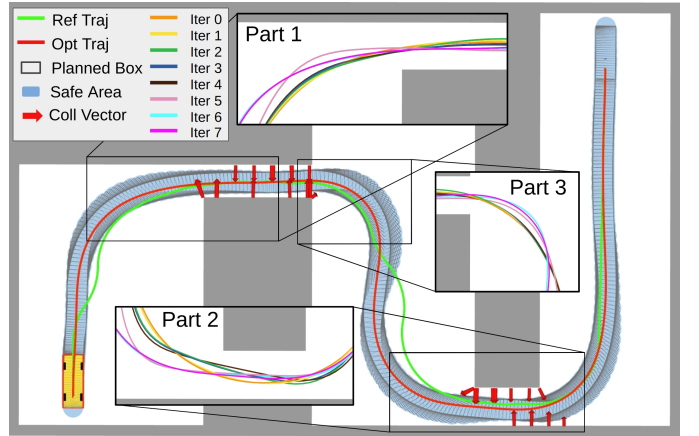 Ref Traj
Opt Traj
Planned Box
Safe Area
Coll Vector
Iter 0
Iter 1
Iter 2
Iter 3
Iter 4
Iter 5
Iter 6
Iter 7
Part 1
Part 3
Part 2